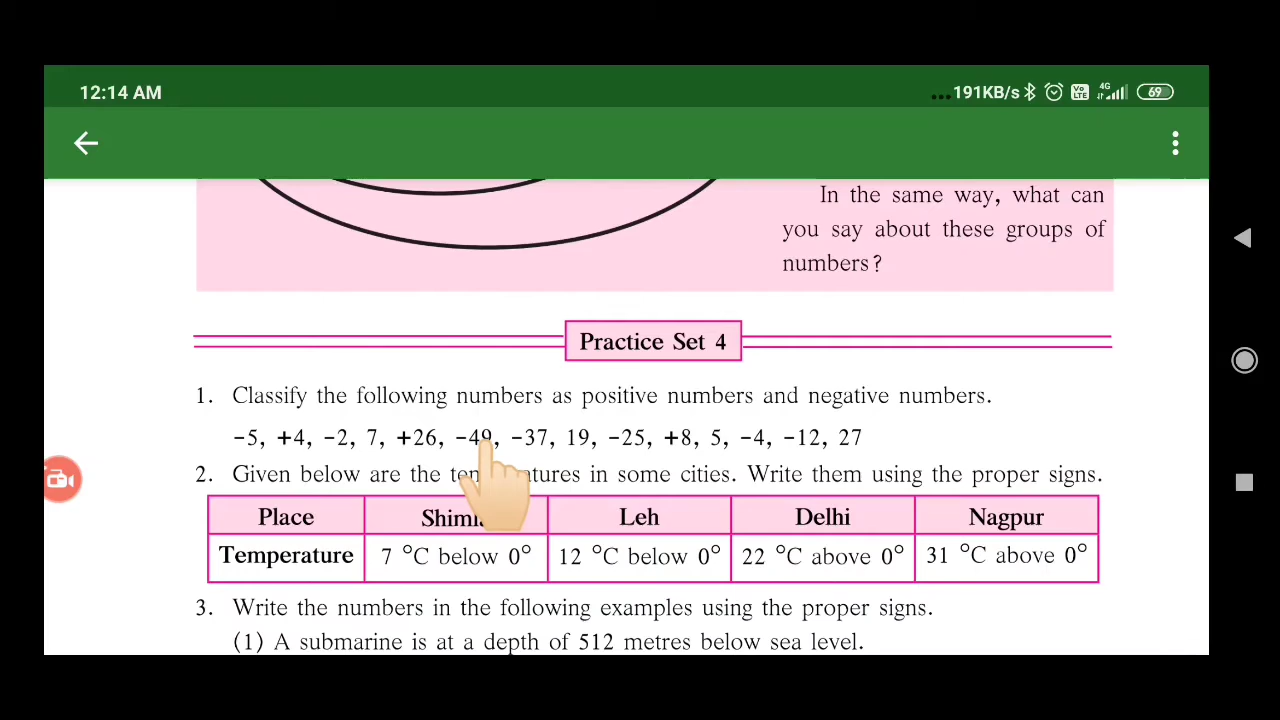 12:14 AM
...191KB/s Vo LTE 4G 69
In the same way, what can
you say about these groups of
numbers?
Practice Set 4
1. Classify the following numbers as positive numbers and negative numbers.
-5, +4, -2, 7, +26, -49, -37, 19, -25, +8, 5, -4, -12, 27
2. Given below are the temperatures in some cities. Write them using the proper signs.
Place Shimla Leh Delhi Nagpur
Temperature 7 °C below 0° 12 °C below 0° 22 °C above 0° 31 °C above 0°
3. Write the numbers in the following examples using the proper signs.
(1) A submarine is at a depth of 512 metres below sea level.